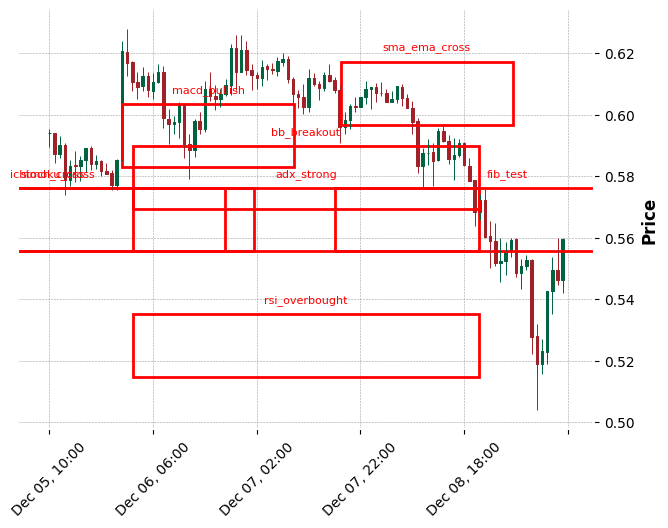 sma_ema_cross
0.62
macd_bullish
0.60
bb_breakout
stoch_cross
adx_strong
fib_test
0.58
0.56
Price
rsi_overbought
0.54
0.52
0.50
Dec 05, 10:00
Dec 06, 06:00
Dec 07, 02:00
Dec 07, 22:00
Dec 08, 18:00